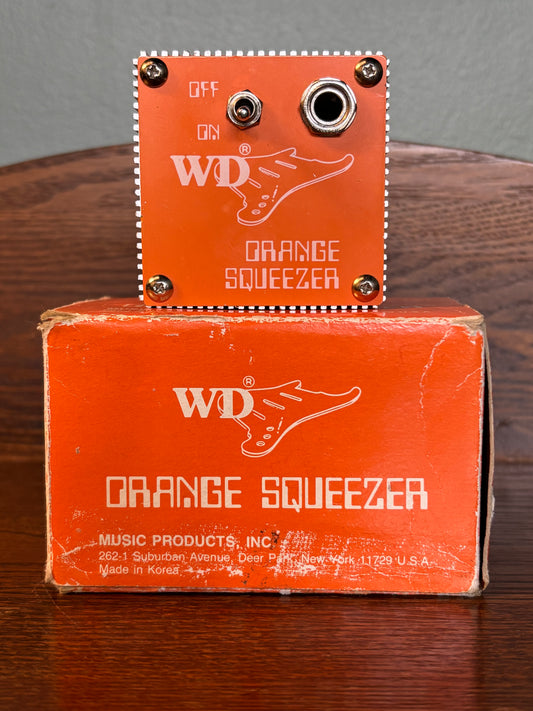 OFF
ON
WD®
ORANGE
SQUEEZER
WD®
ORANGE SQUEEZER
MUSIC PRODUCTS, INC
262-1 Suburban Avenue, Deer Park, New York 11729 U.S.A.
Made in Korea